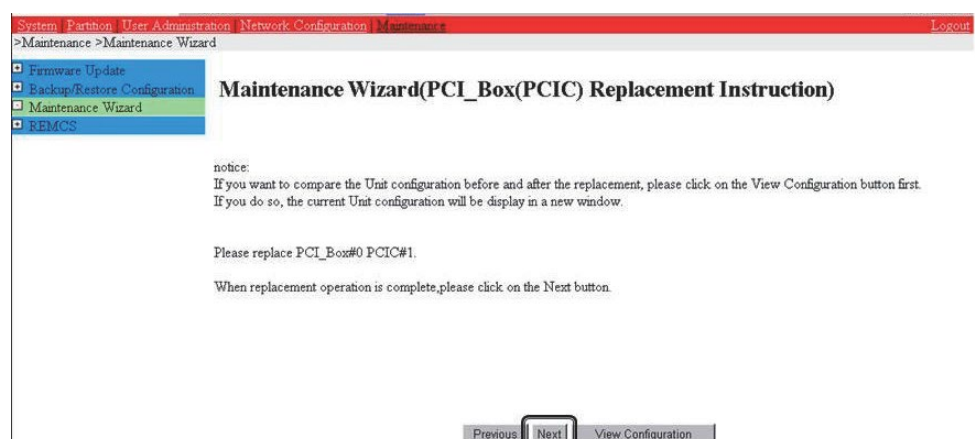 System | Partition | User Administration | Network Configuration | Maintenance Logout
>Maintenance >Maintenance Wizard
Firmware Update
Backup/Restore Configuration
Maintenance Wizard
REMCS
Maintenance Wizard(PCI_Box(PCIC) Replacement Instruction)
notice:
If you want to compare the Unit configuration before and after the replacement, please click on the View Configuration button first.
If you do so, the current Unit configuration will be display in a new window.
Please replace PCI_Box#0 PCIC#1.
When replacement operation is complete,please click on the Next button.
Previous Next View Configuration